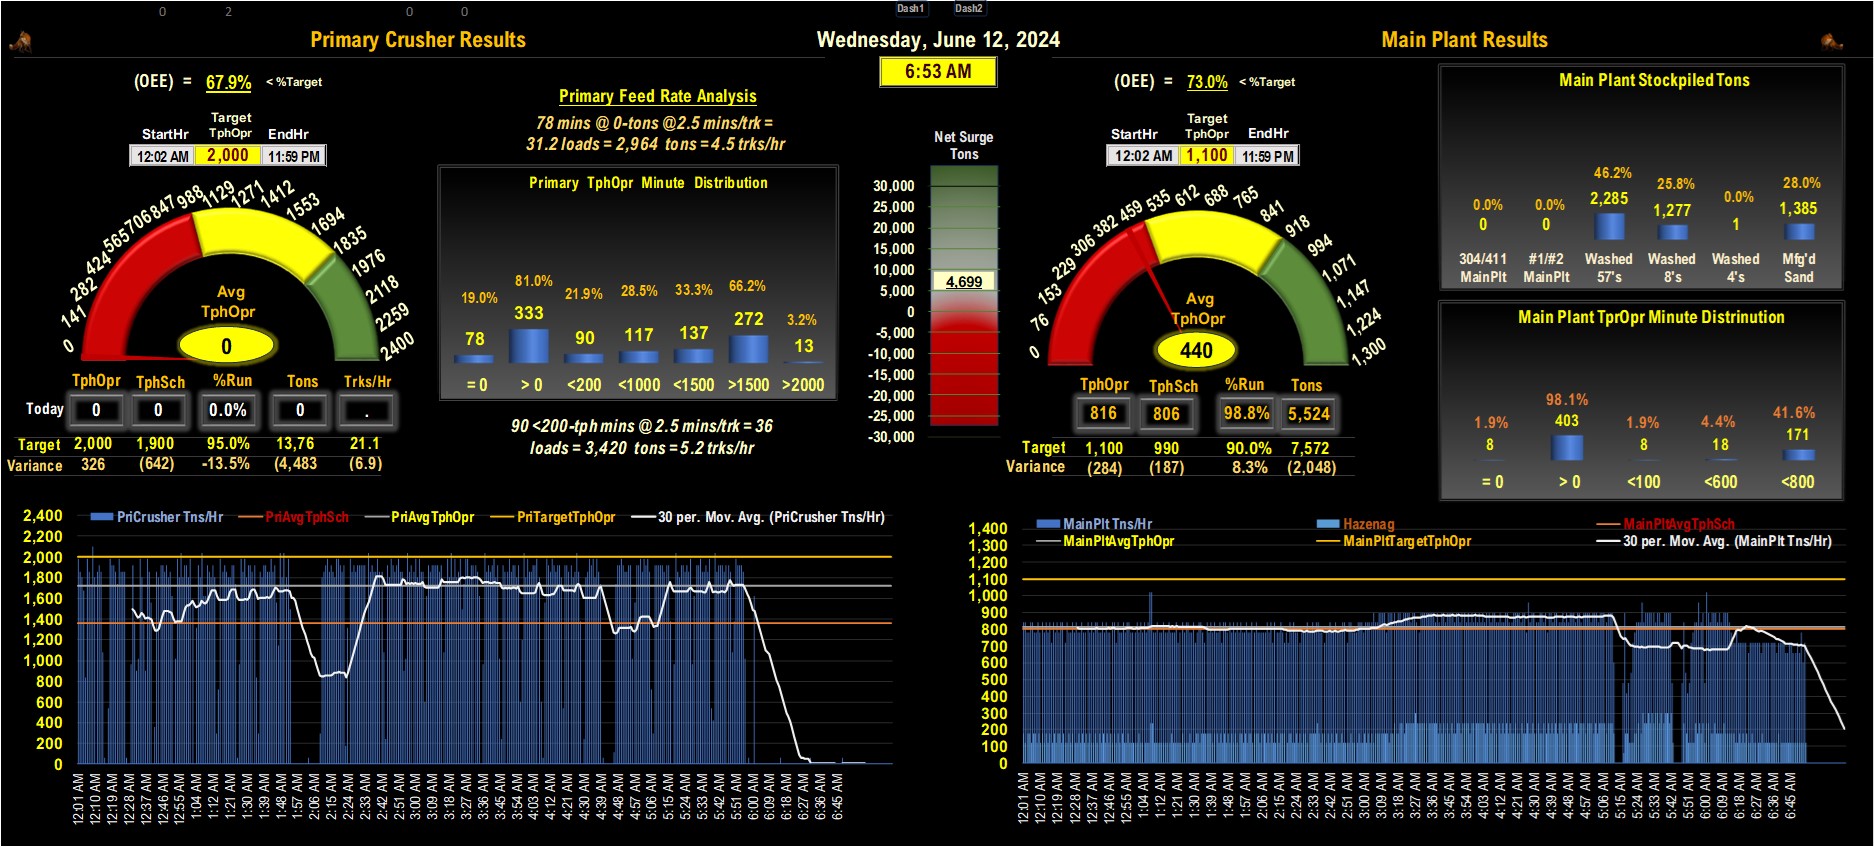 0 2 0 0 Dash1 Dash2
Primary Crusher Results
Wednesday, June 12, 2024
Main Plant Results
6:53 AM
(OEE) = 67.9% < %Target
Target
StartHr TphOpr EndHr
12:02 AM 2,000 11:59 PM
0 141 282 424 565 706 847 988 1129 1271 1412 1553 1694 1835 1976 2118 2259 2400
Avg
TphOpr
0
TphOpr TphSch %Run Tons Trks/Hr
Today 0 0 0.0% 0 .
Target 2,000 1,900 95.0% 13,76 21.1
Variance 326 (642) -13.5% (4,483 (6.9)
Primary Feed Rate Analysis
78 mins @ 0-tons @2.5 mins/trk =
31.2 loads = 2,964 tons = 4.5 trks/hr
Primary TphOpr Minute Distribution
19.0% 81.0% 21.9% 28.5% 33.3% 66.2% 3.2%
78 333 90 117 137 272 13
= 0 > 0 <200 <1000 <1500 >1500 >2000
90 <200-tph mins @ 2.5 mins/trk = 36
loads = 3,420 tons = 5.2 trks/hr
Net Surge
Tons
30,000
25,000
20,000
15,000
10,000
4,699
5,000
0
-5,000
-10,000
-15,000
-20,000
-25,000
-30,000
(OEE) = 73.0% < %Target
Target
StartHr TphOpr EndHr
12:02 AM 1,100 11:59 PM
0 76 153 229 306 382 459 535 612 688 765 841 918 994 1,071 1,147 1,224 1,300
Avg
TphOpr
440
TphOpr TphSch %Run Tons
816 806 98.8% 5,524
Target 1,100 990 90.0% 7,572
Variance (284) (187) 8.3% (2,048)
Main Plant Stockpiled Tons
0.0% 0.0% 46.2% 25.8% 0.0% 28.0%
0 0 2,285 1,277 1 1,385
304/411 #1/#2 Washed Washed Washed Mfg'd
MainPlt MainPlt 57's 8's 4's Sand
Main Plant TprOpr Minute Distrinution
1.9% 98.1% 1.9% 4.4% 41.6%
8 403 8 18 171
= 0 > 0 <100 <600 <800
PriCrusher Tns/Hr PriAvgTphSch PriAvgTphOpr PriTargetTphOpr 30 per. Mov. Avg. (PriCrusher Tns/Hr)
2,400
2,200
2,000
1,800
1,600
1,400
1,200
1,000
800
600
400
200
0
12:01 AM 12:10 AM 12:19 AM 12:28 AM 12:37 AM 12:46 AM 12:55 AM 1:04 AM 1:12 AM 1:21 AM 1:30 AM 1:39 AM 1:48 AM 1:57 AM 2:06 AM 2:15 AM 2:24 AM 2:33 AM 2:42 AM 2:51 AM 3:00 AM 3:09 AM 3:18 AM 3:27 AM 3:36 AM 3:45 AM 3:54 AM 4:03 AM 4:12 AM 4:21 AM 4:30 AM 4:39 AM 4:48 AM 4:57 AM 5:06 AM 5:15 AM 5:24 AM 5:33 AM 5:42 AM 5:51 AM 6:00 AM 6:09 AM 6:18 AM 6:27 AM 6:36 AM 6:45 AM
MainPlt Tns/Hr Hazenag MainPltAvgTphSch
MainPltAvgTphOpr MainPltTargetTphOpr 30 per. Mov. Avg. (MainPlt Tns/Hr)
1,400
1,300
1,200
1,100
1,000
900
800
700
600
500
400
300
200
100
0
12:01 AM 12:10 AM 12:19 AM 12:28 AM 12:37 AM 12:46 AM 12:55 AM 1:04 AM 1:12 AM 1:21 AM 1:30 AM 1:39 AM 1:48 AM 1:57 AM 2:06 AM 2:15 AM 2:24 AM 2:33 AM 2:42 AM 2:51 AM 3:00 AM 3:09 AM 3:18 AM 3:27 AM 3:36 AM 3:45 AM 3:54 AM 4:03 AM 4:12 AM 4:21 AM 4:30 AM 4:39 AM 4:48 AM 4:57 AM 5:06 AM 5:15 AM 5:24 AM 5:33 AM 5:42 AM 5:51 AM 6:00 AM 6:09 AM 6:18 AM 6:27 AM 6:36 AM 6:45 AM